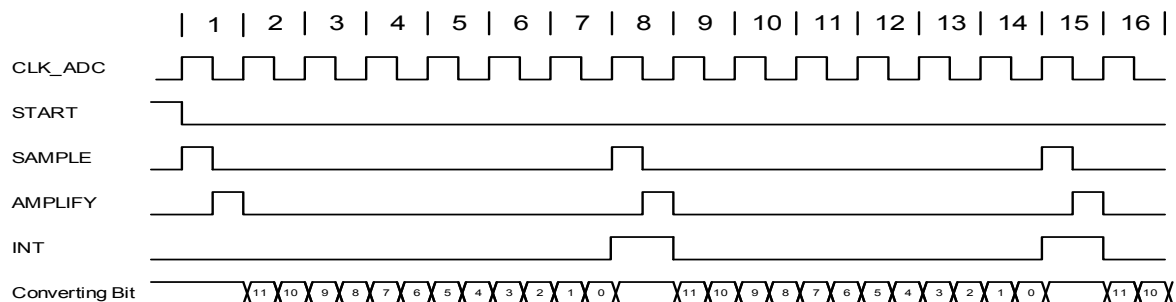 1 2 3 4 5 6 7 8 9 10 11 12 13 14 15 16
CLK_ADC
START
SAMPLE
AMPLIFY
INT
Converting Bit 11 10 9 8 7 6 5 4 3 2 1 0 11 10 9 8 7 6 5 4 3 2 1 0 11 10